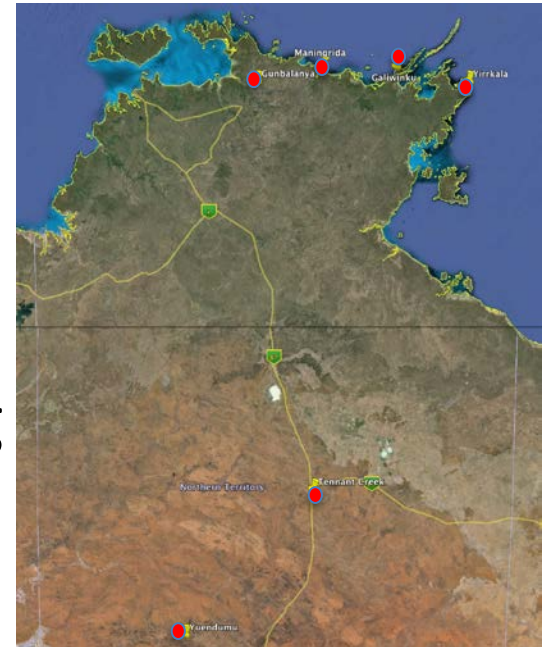 Maningrida
Gunbalanya
Galiwinku
Yirrkala
Tennant Creek
Northern Territory
Yuendumu